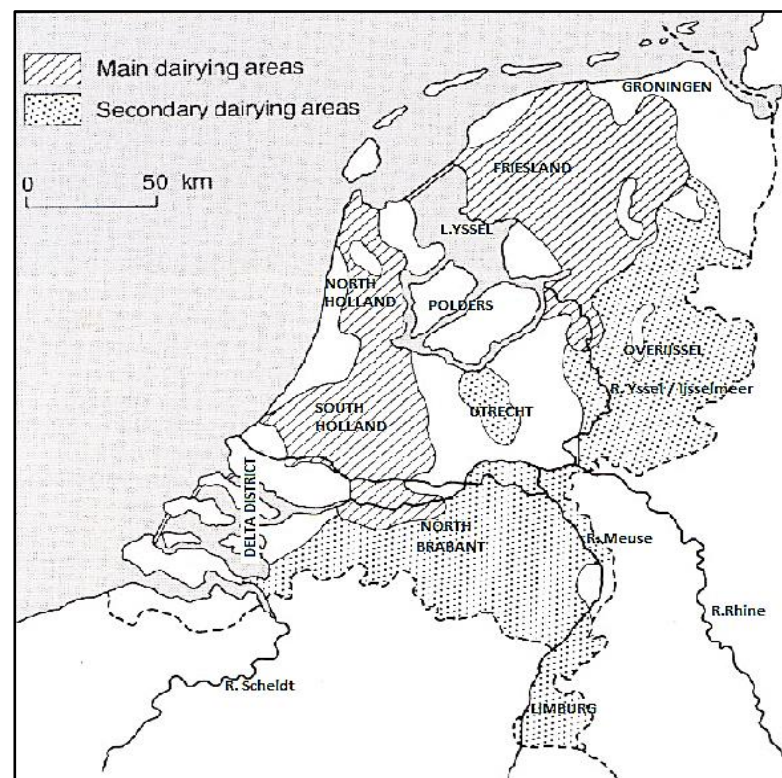 Main dairying areas
Secondary dairying areas
0 50 km
GRONINGEN
FRIESLAND
L.YSSEL
NORTH
HOLLAND
POLDERS
OVERIJSSEL
R. Yssel / Ijsselmeer
SOUTH
HOLLAND
UTRECHT
DELTA DISTRICT
NORTH
BRABANT
R. Meuse
R.Rhine
R. Scheldt
LIMBURG